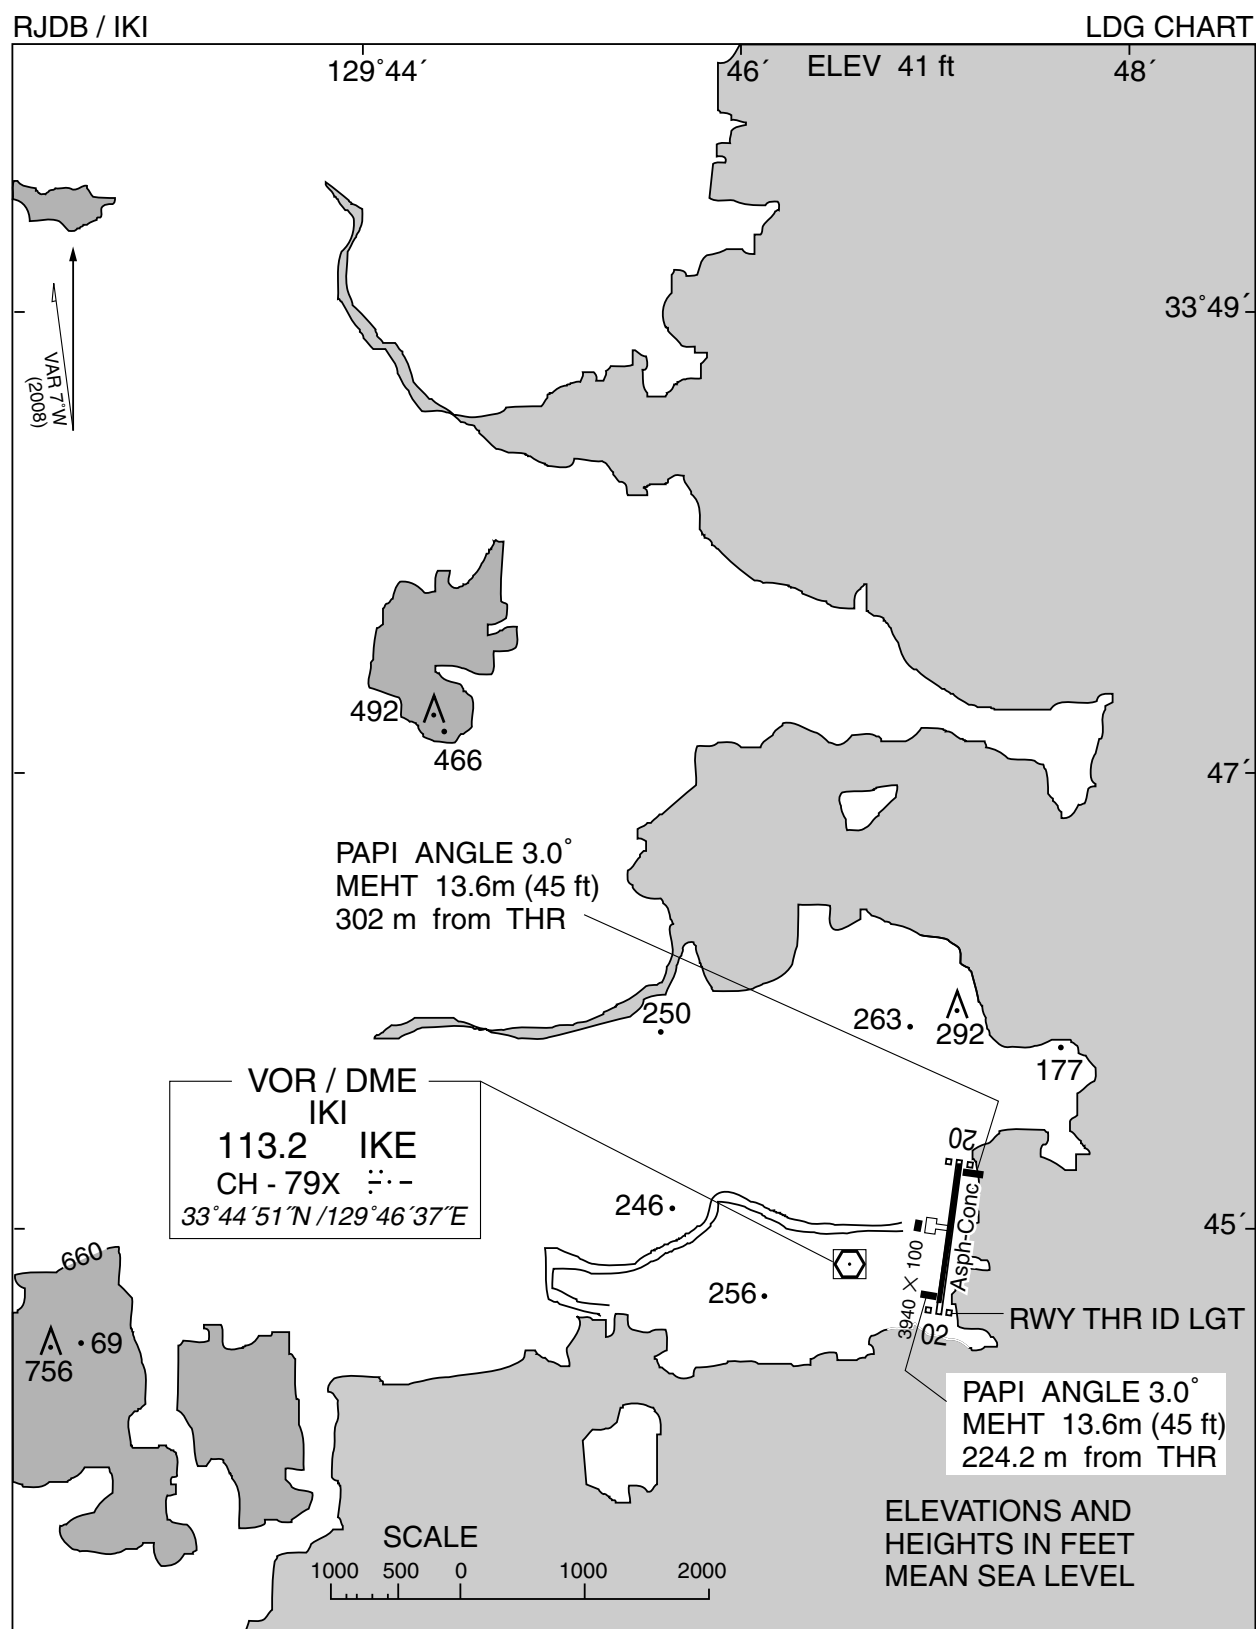 RJDB / IKI
LDG CHART
129°44´
46´
ELEV 41 ft
48´
33°49´
VAR 7°W
(2008)
492
466
47´
PAPI ANGLE 3.0°
MEHT 13.6m (45 ft)
302 m from THR
250
263
292
177
VOR / DME
IKI
113.2 IKE
CH - 79X
33°44´51˝N /129°46´37˝E
20
246
45´
Asph-Conc
3940 × 100
660
256
RWY THR ID LGT
02
69
756
PAPI ANGLE 3.0°
MEHT 13.6m (45 ft)
224.2 m from THR
ELEVATIONS AND
HEIGHTS IN FEET
MEAN SEA LEVEL
SCALE
1000 500 0 1000 2000